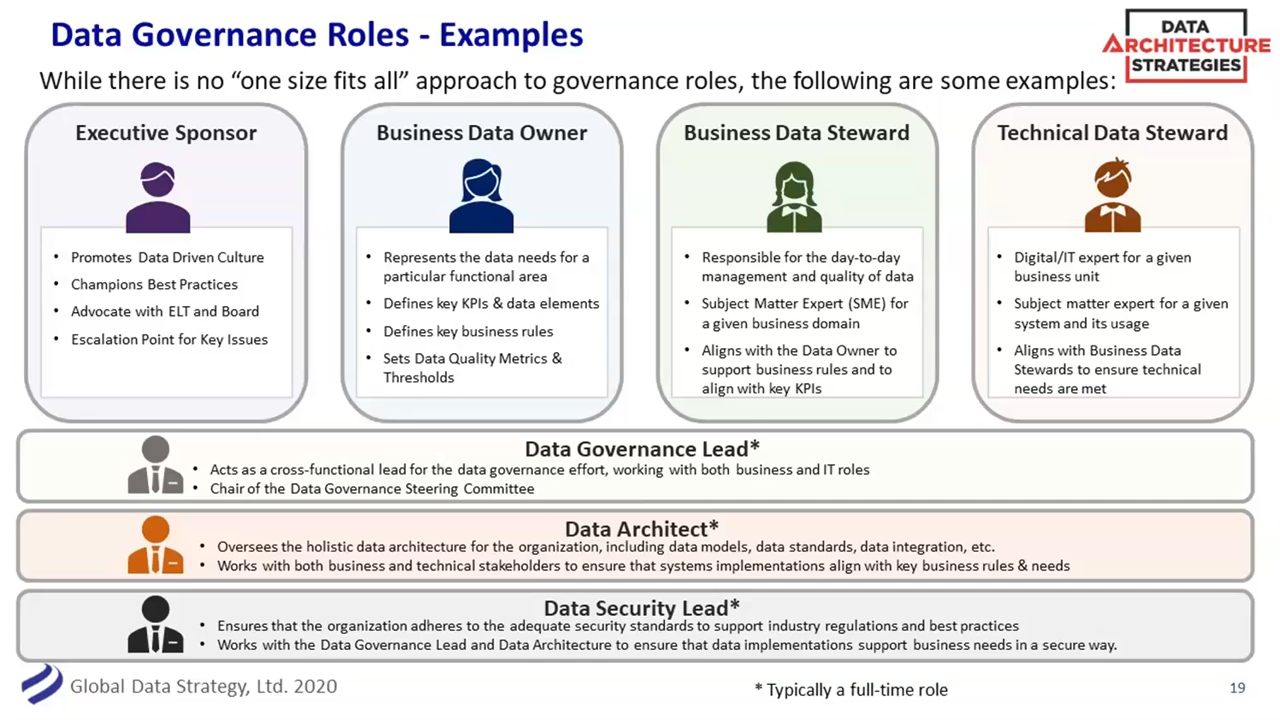 Data Governance Roles - Examples
DATA
ARCHITECTURE
STRATEGIES
While there is no “one size fits all” approach to governance roles, the following are some examples:
Executive Sponsor
• Promotes Data Driven Culture
• Champions Best Practices
• Advocate with ELT and Board
• Escalation Point for Key Issues
Business Data Owner
• Represents the data needs for a
particular functional area
• Defines key KPIs & data elements
• Defines key business rules
• Sets Data Quality Metrics &
Thresholds
Business Data Steward
• Responsible for the day-to-day
management and quality of data
• Subject Matter Expert (SME) for
a given business domain
• Aligns with the Data Owner to
support business rules and to
align with key KPIs
Technical Data Steward
• Digital/IT expert for a given
business unit
• Subject matter expert for a given
system and its usage
• Aligns with Business Data
Stewards to ensure technical
needs are met
Data Governance Lead*
• Acts as a cross-functional lead for the data governance effort, working with both business and IT roles
• Chair of the Data Governance Steering Committee
Data Architect*
• Oversees the holistic data architecture for the organization, including data models, data standards, data integration, etc.
• Works with both business and technical stakeholders to ensure that systems implementations align with key business rules & needs
Data Security Lead*
• Ensures that the organization adheres to the adequate security standards to support industry regulations and best practices
• Works with the Data Governance Lead and Data Architecture to ensure that data implementations support business needs in a secure way.
Global Data Strategy, Ltd. 2020
* Typically a full-time role
19